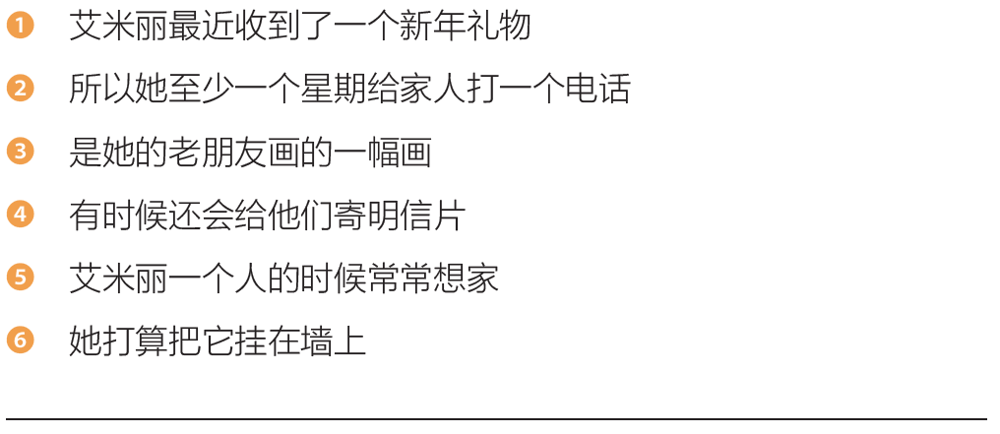 1 艾米丽最近收到了一个新年礼物
2 所以她至少一个星期给家人打一个电话
3 是她的老朋友画的一幅画
4 有时候还会给他们寄明信片
5 艾米丽一个人的时候常常想家
6 她打算把它挂在墙上